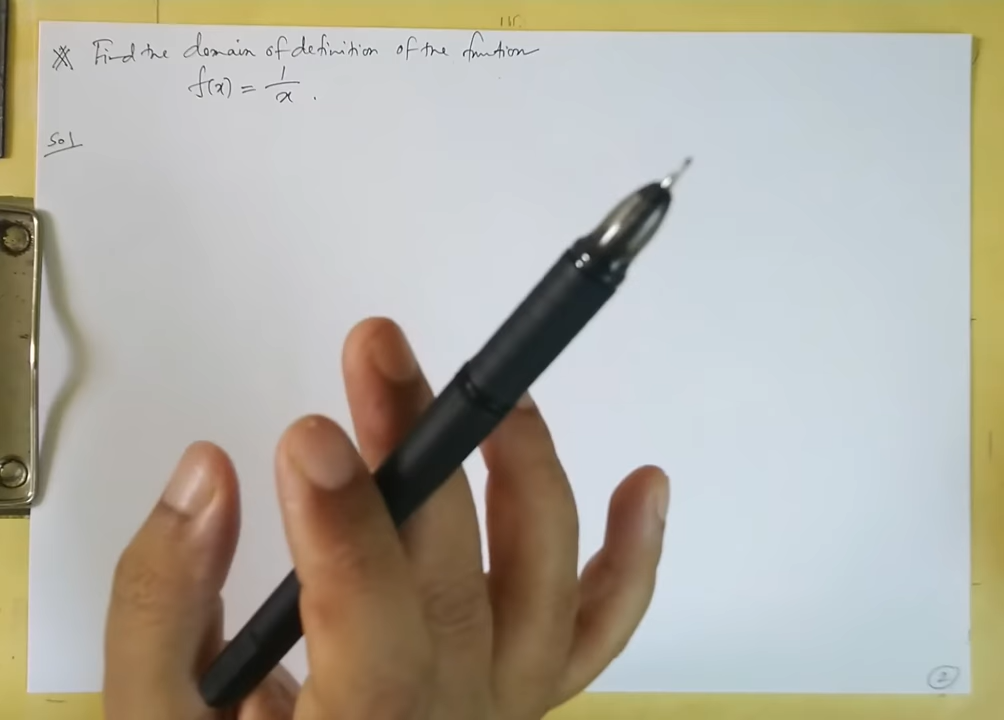 * Find the domain of definition of the function
f(x) = 1/x .
Sol
2